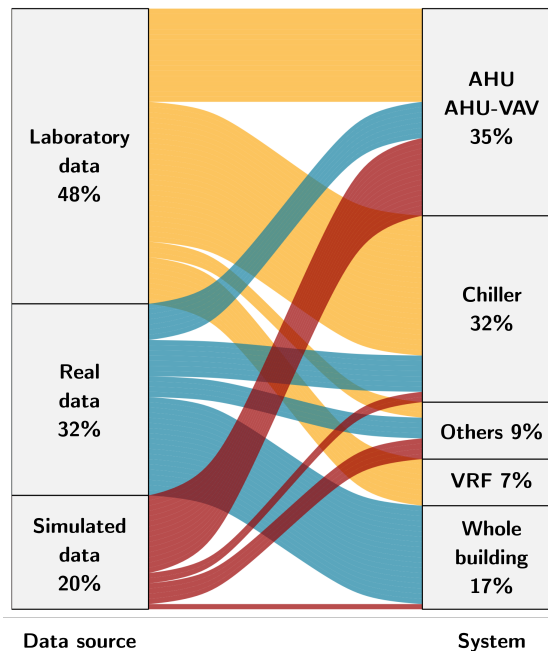 Laboratory
data
48%
Real
data
32%
Simulated
data
20%
AHU
AHU-VAV
35%
Chiller
32%
Others 9%
VRF 7%
Whole
building
17%
Data source
System